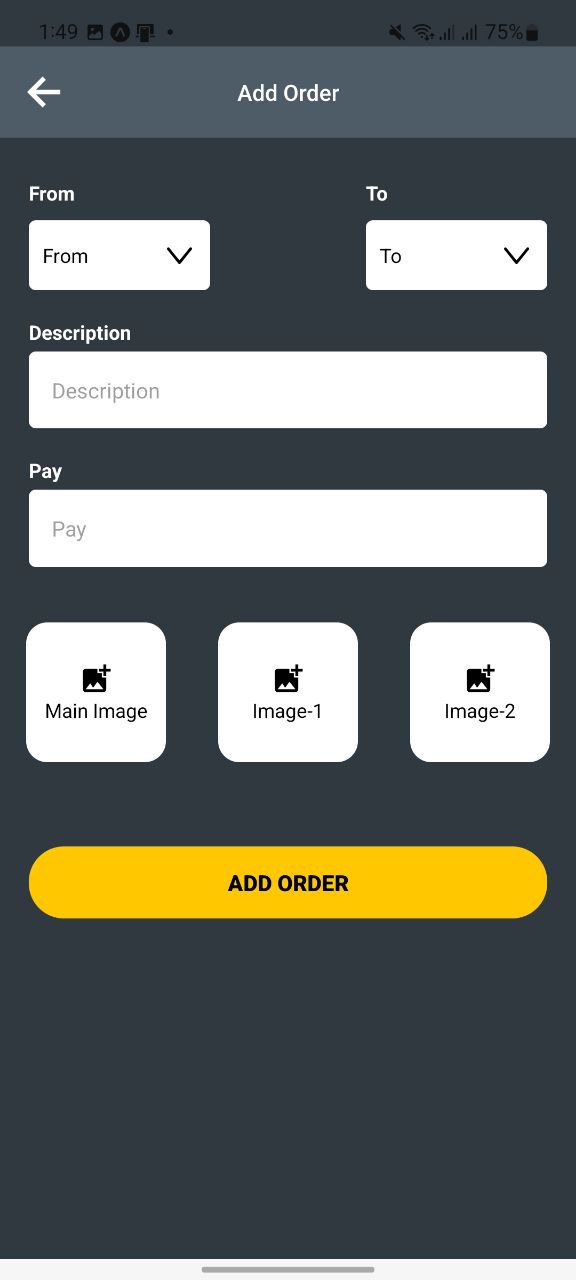 1:49 75%
Add Order
From To
From To
Description
Description
Pay
Pay
Main Image Image-1 Image-2
ADD ORDER